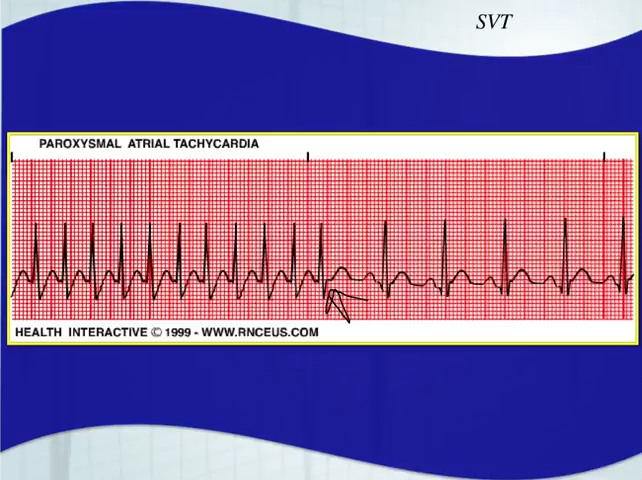 SVT
PAROXYSMAL ATRIAL TACHYCARDIA
HEALTH INTERACTIVE © 1999 - WWW.RNCEUS.COM